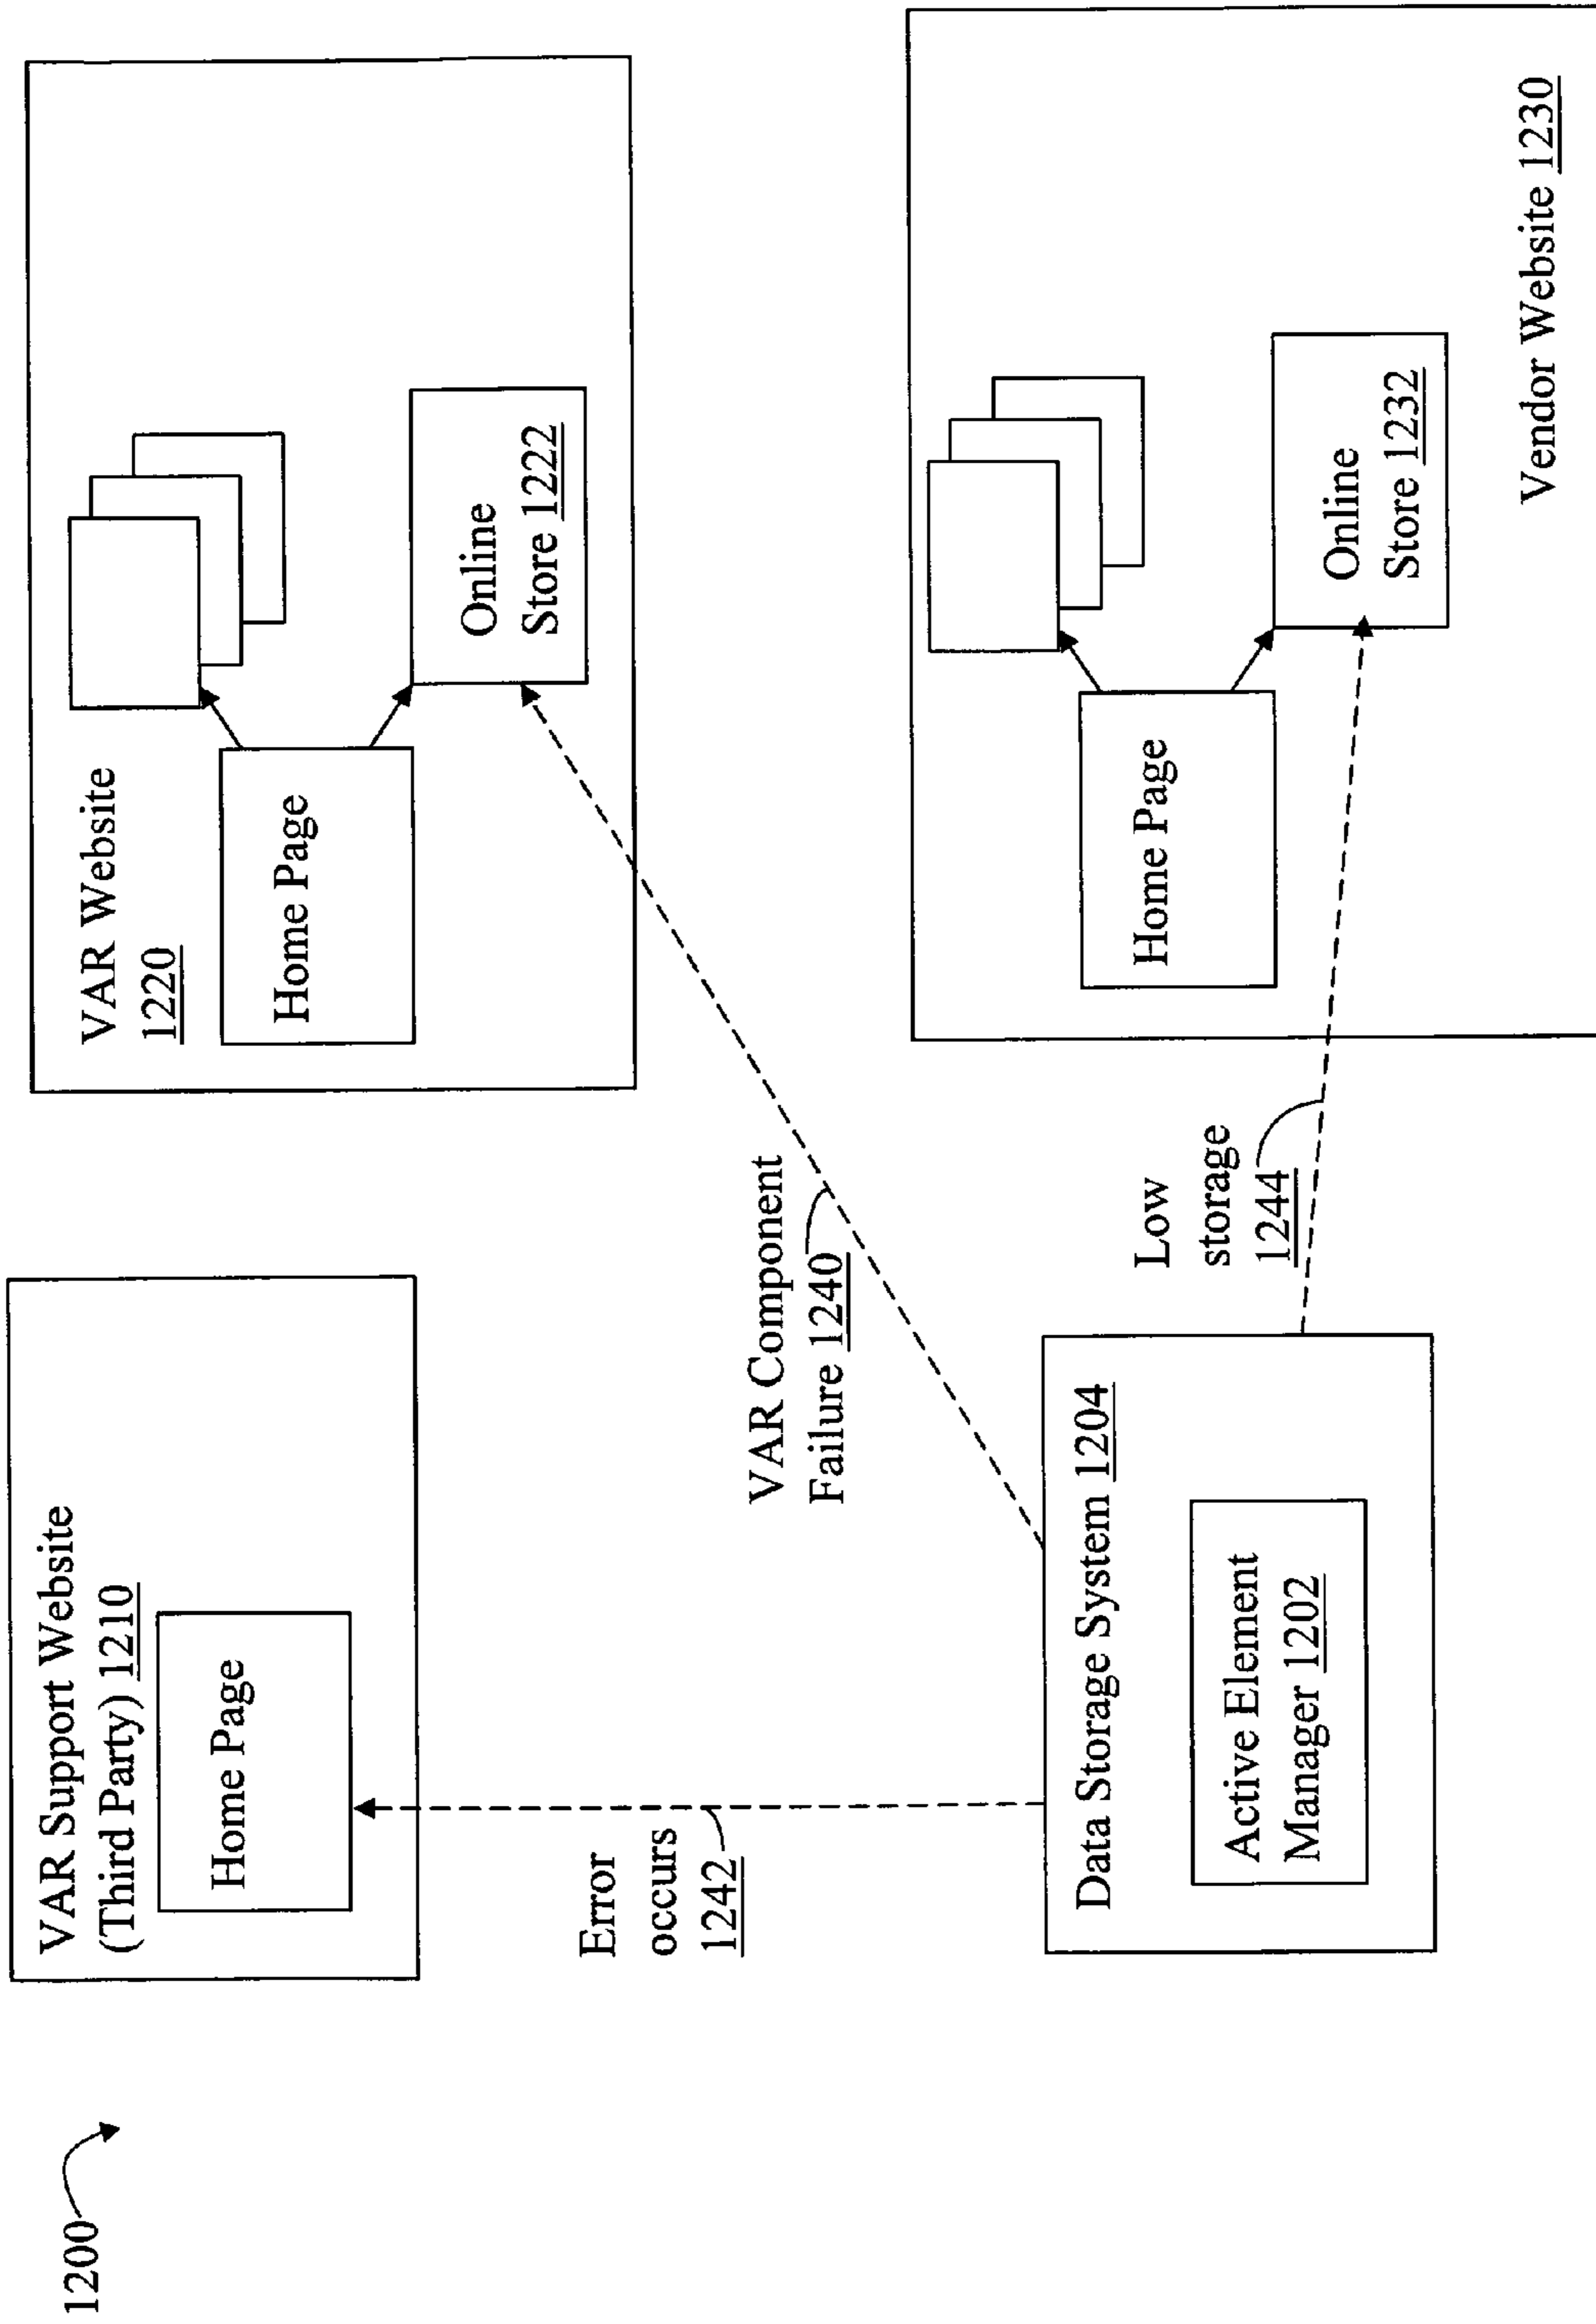 1200
VAR Support Website
(Third Party) 1210
Home Page
VAR Website
1220
Home Page
Online
Store 1222
Error
occurs
1242
VAR Component
Failure 1240
Data Storage System 1204
Active Element
Manager 1202
Low
storage
1244
Home Page
Online
Store 1232
Vendor Website 1230